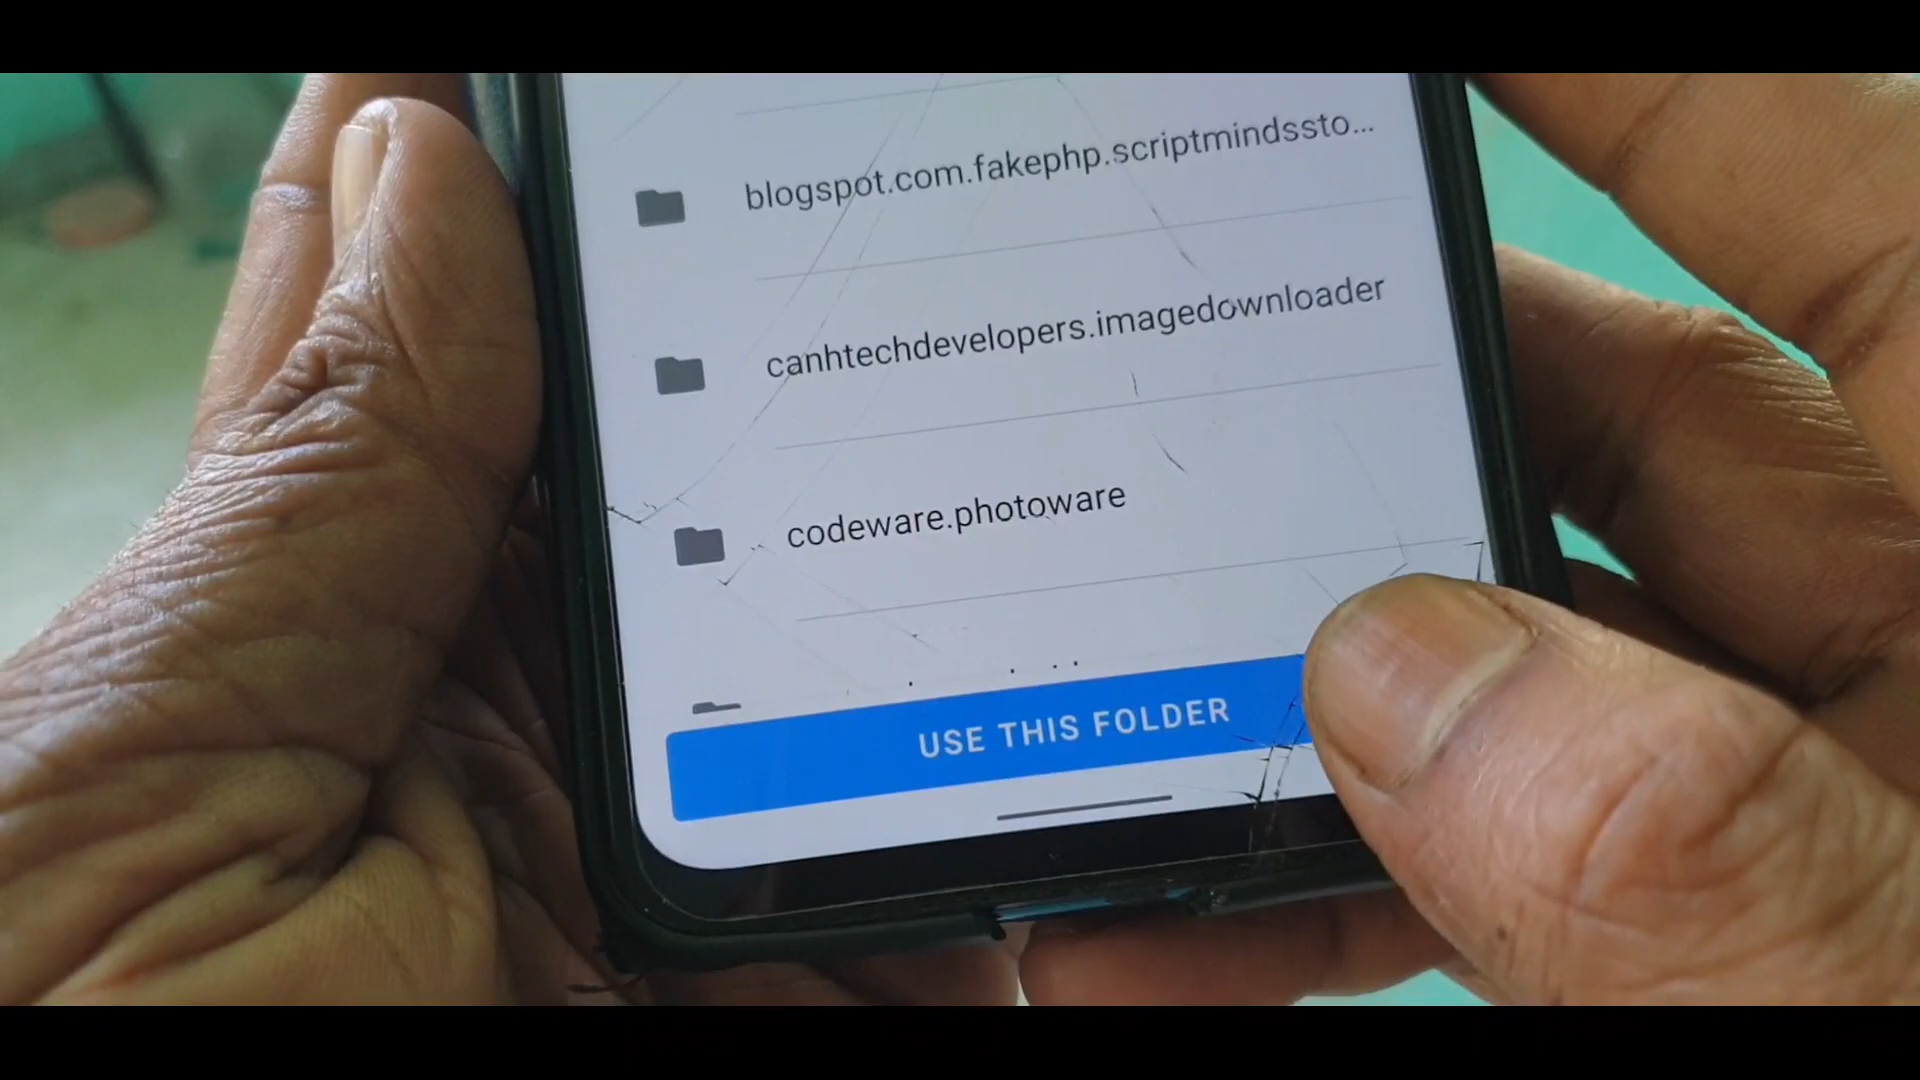 blogspot.com.fakephp.scriptmindssto...
canhtechdevelopers.imagedownloader
codeware.photoware
USE THIS FOLDER